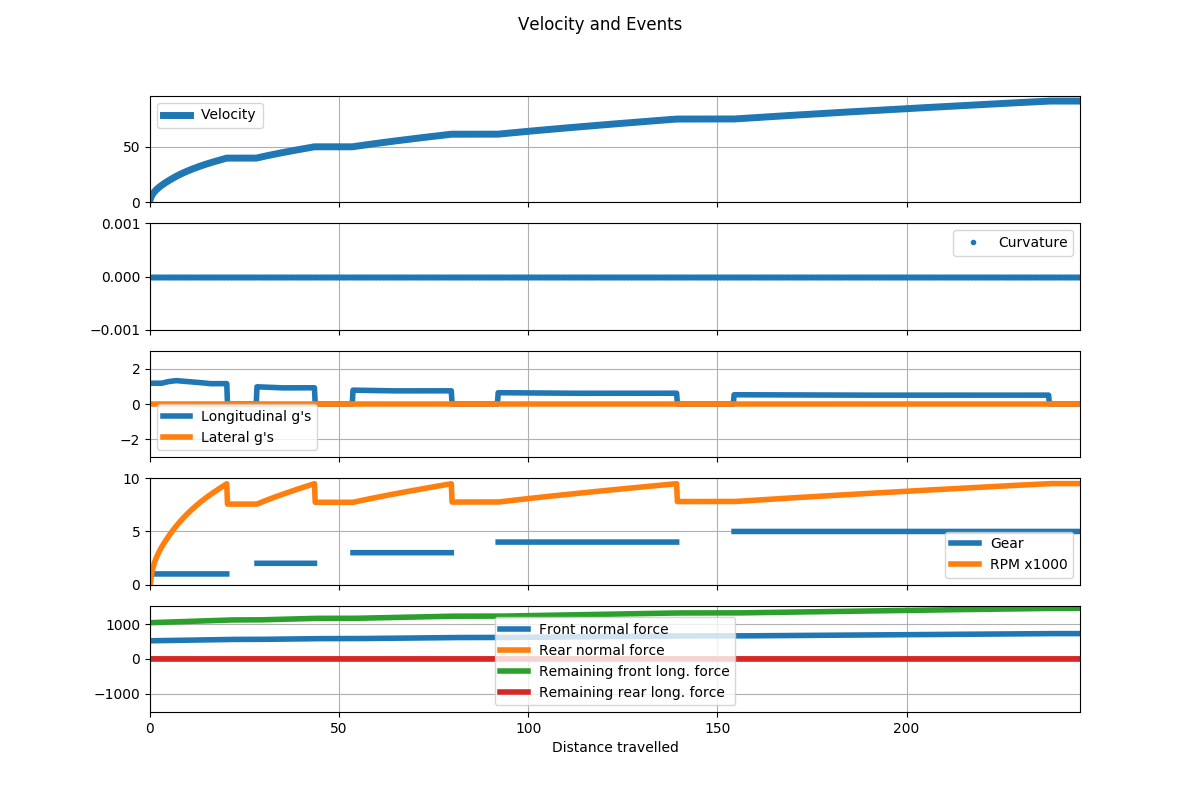 Velocity and Events
Velocity
50
0
0.001
0.000
−0.001
Curvature
2
0
−2
Longitudinal g's
Lateral g's
10
5
0
Gear
RPM x1000
1000
0
−1000
Front normal force
Rear normal force
Remaining front long. force
Remaining rear long. force
0 50 100 150 200
Distance travelled